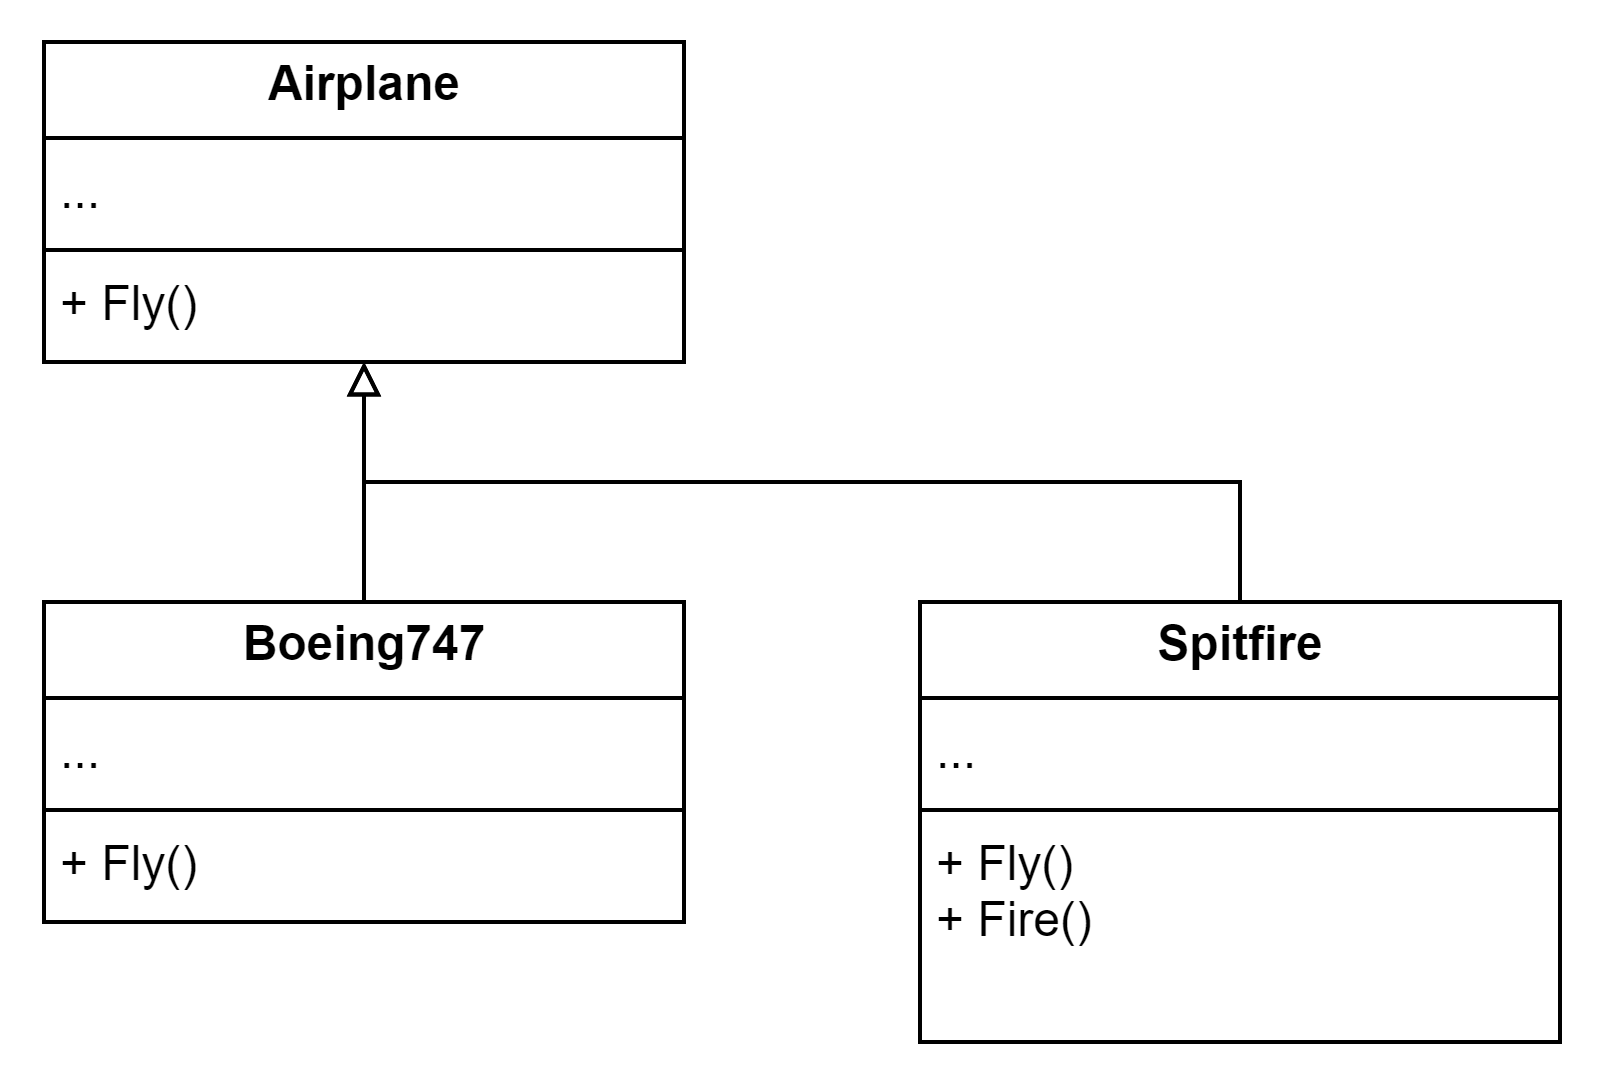 Airplane
...
+ Fly()
Boeing747
...
+ Fly()
Spitfire
...
+ Fly()
+ Fire()